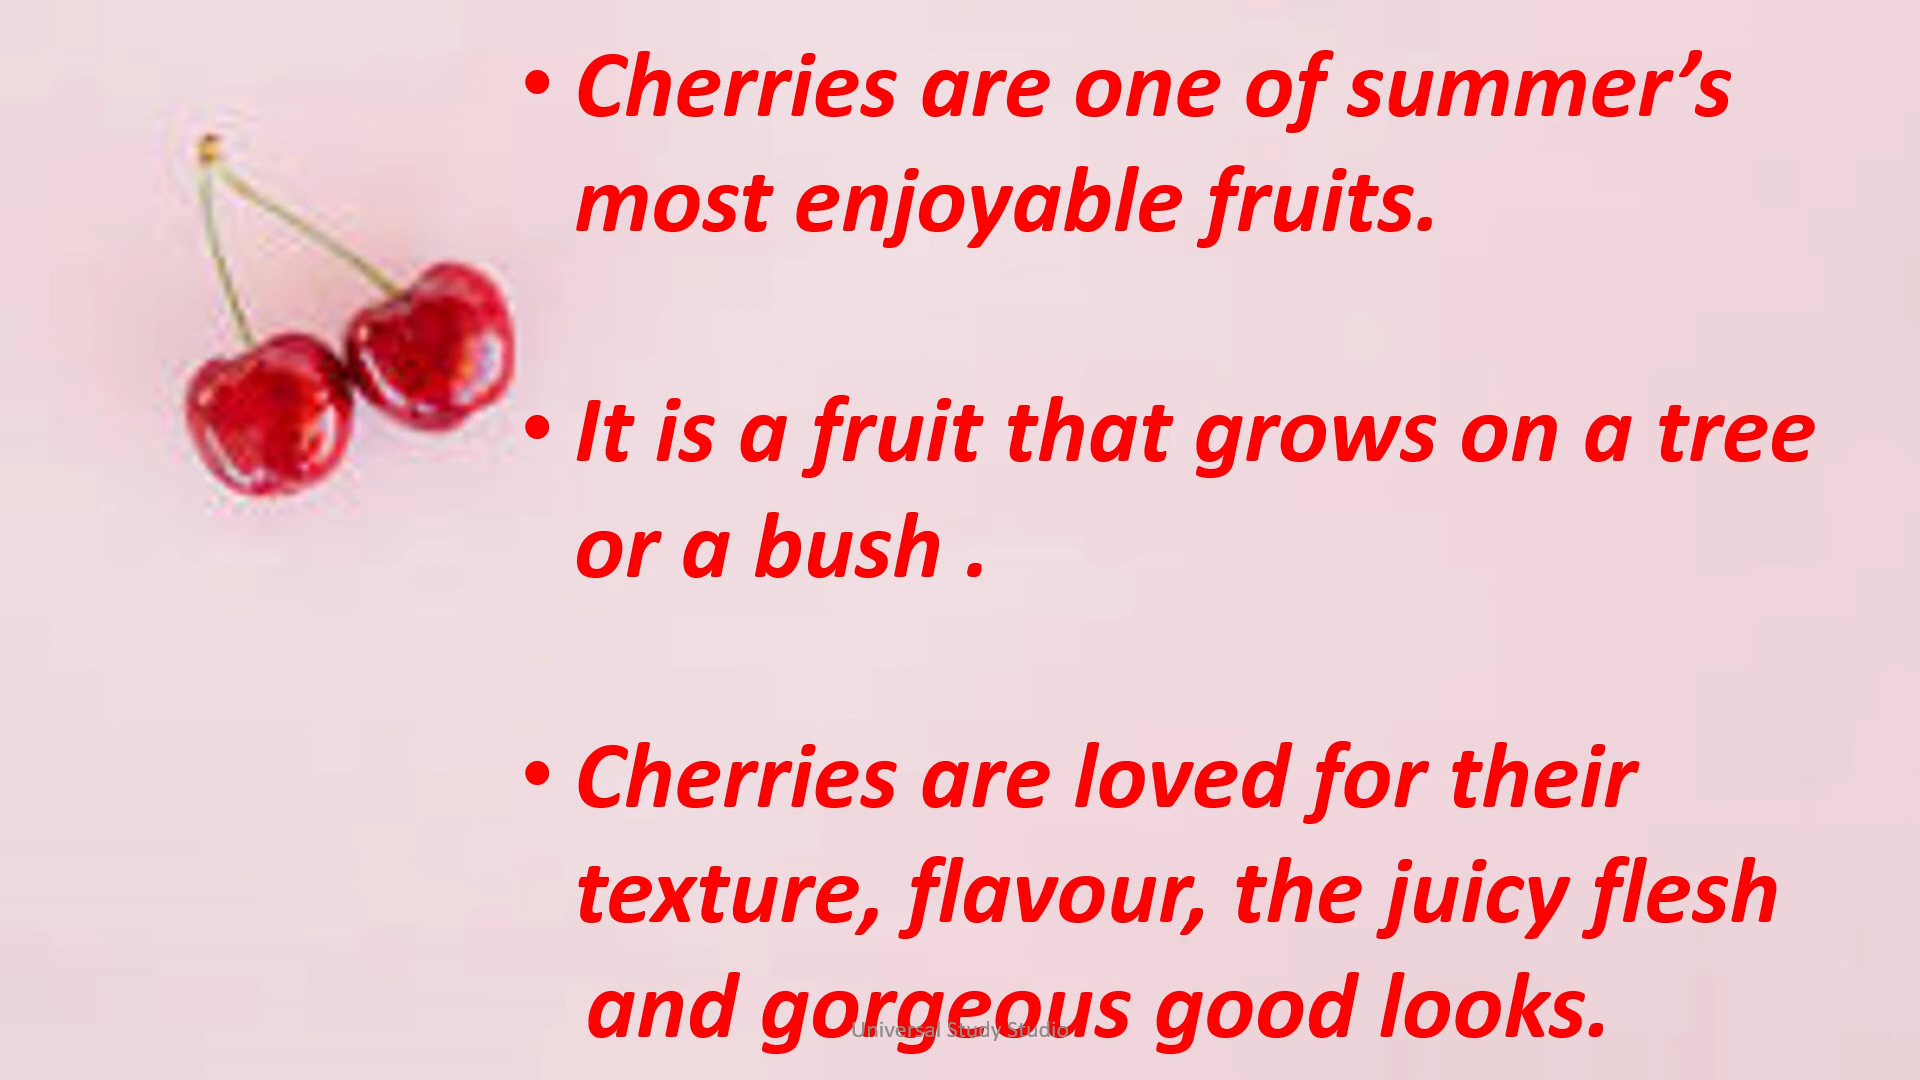 • Cherries are one of summer’s
most enjoyable fruits.
• It is a fruit that grows on a tree
or a bush .
• Cherries are loved for their
texture, flavour, the juicy flesh
and gorgeous good looks.
Universal Study Studio